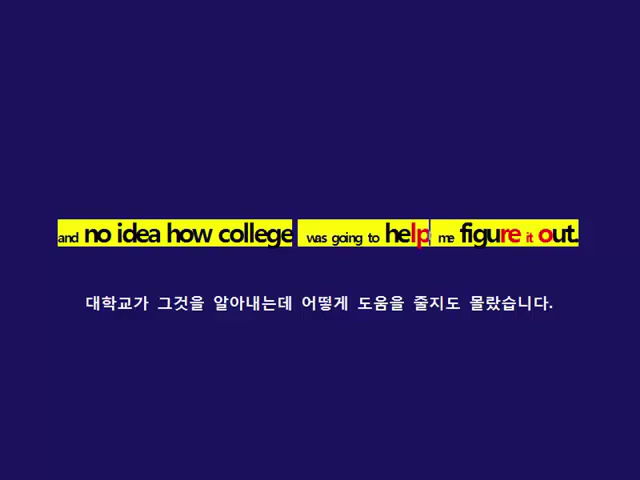 and no idea how college was going to help me figure it out.
대학교가 그것을 알아내는데 어떻게 도움을 줄지도 몰랐습니다.